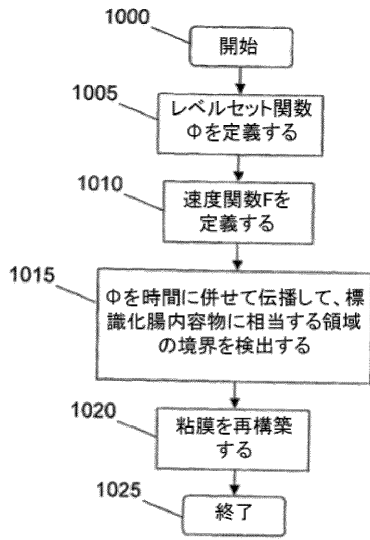 1000
開始
1005
レベルセット関数
Φを定義する
1010
速度関数Fを
定義する
1015
Φを時間に併せて伝播して、標
識化腸内容物に相当する領域
の境界を検出する
1020
粘膜を再構築
する
1025
終了